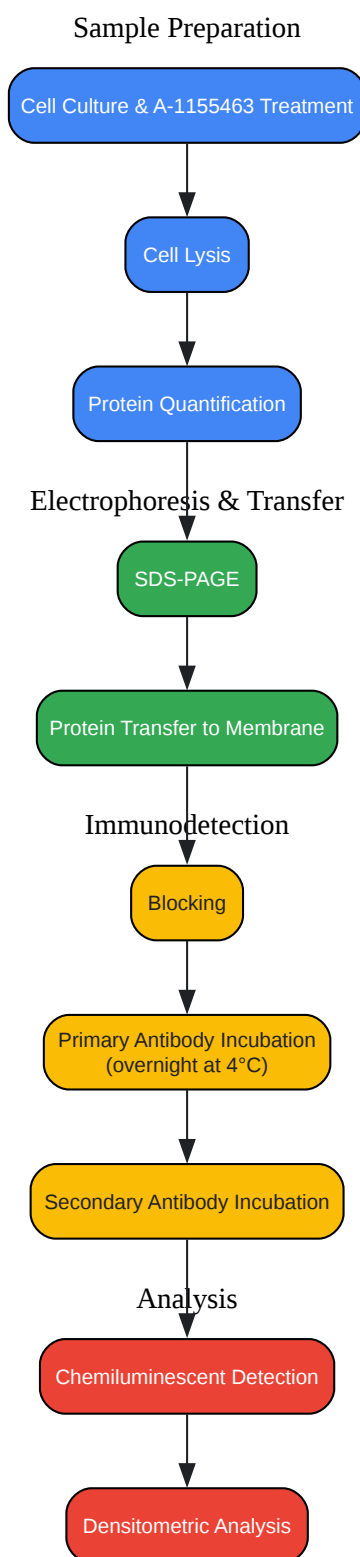 Sample Preparation
Cell Culture & A-1155463 Treatment
Cell Lysis
Protein Quantification
Electrophoresis & Transfer
SDS-PAGE
Protein Transfer to Membrane
Immunodetection
Blocking
Primary Antibody Incubation
(overnight at 4°C)
Secondary Antibody Incubation
Analysis
Chemiluminescent Detection
Densitometric Analysis